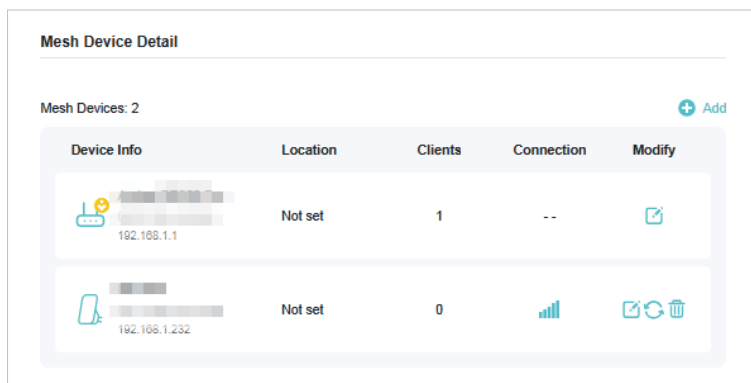 Mesh Device Detail
Mesh Devices: 2
Add
Device Info Location Clients Connection Modify
Not set 1 --
192.168.1.1
Not set 0
192.168.1.232